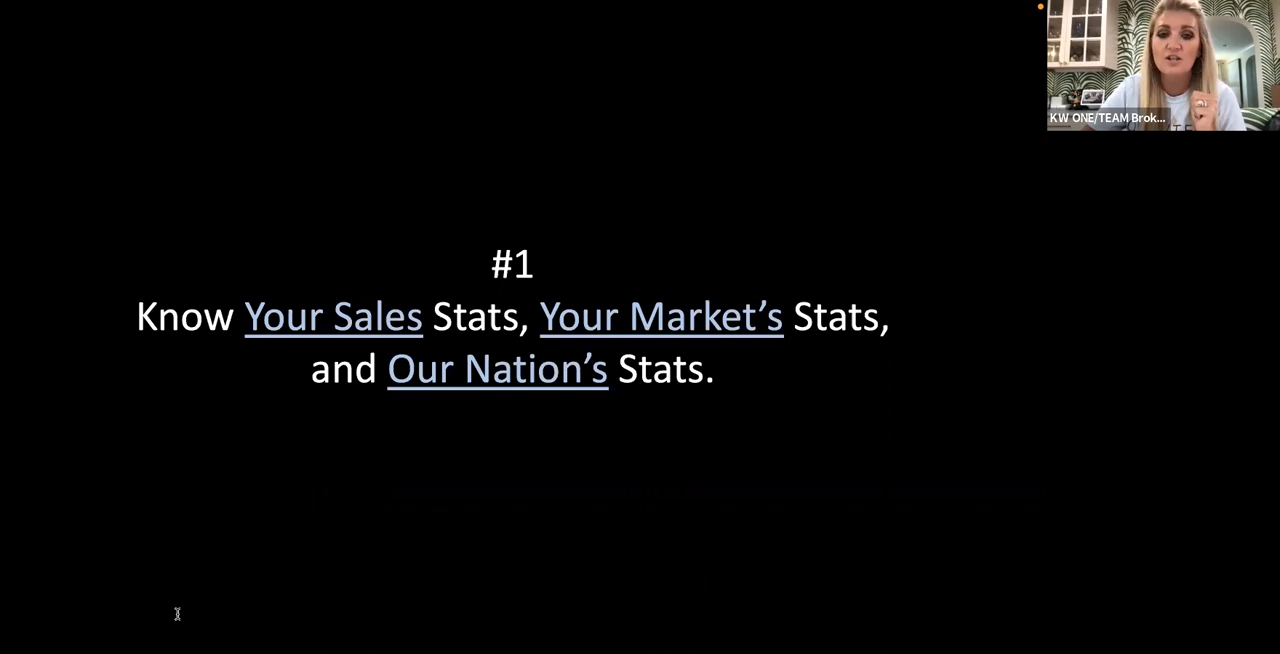 #1
Know Your Sales Stats, Your Market’s Stats,
and Our Nation’s Stats.
KW ONE/TEAM Brok...